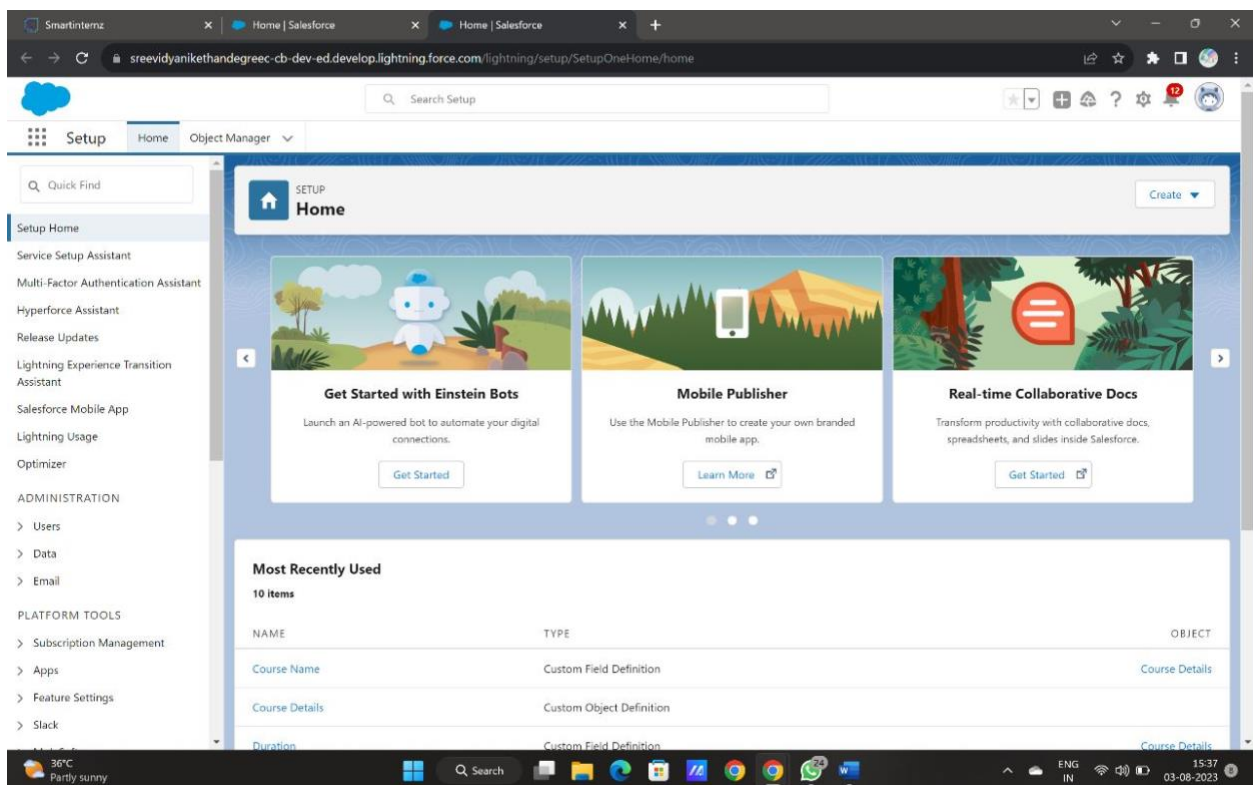 Smartinternz
Home | Salesforce
Home | Salesforce
sreevidyanikethandegreec-cb-dev-ed.develop.lightning.force.com/lightning/setup/SetupOneHome/home
Search Setup
12
Setup
Home
Object Manager
Quick Find
Setup Home
Service Setup Assistant
Multi-Factor Authentication Assistant
Hyperforce Assistant
Release Updates
Lightning Experience Transition
Assistant
Salesforce Mobile App
Lightning Usage
Optimizer
ADMINISTRATION
Users
Data
Email
PLATFORM TOOLS
Subscription Management
Apps
Feature Settings
Slack
SETUP
Home
Create
Get Started with Einstein Bots
Launch an AI-powered bot to automate your digital
connections.
Get Started
Mobile Publisher
Use the Mobile Publisher to create your own branded
mobile app.
Learn More
Real-time Collaborative Docs
Transform productivity with collaborative docs,
spreadsheets, and slides inside Salesforce.
Get Started
Most Recently Used
10 items
NAME TYPE OBJECT
Course Name Custom Field Definition Course Details
Course Details Custom Object Definition
Duration Custom Field Definition Course Details
36°C
Partly sunny
Search
24
ENG
IN
15:37
03-08-2023
8